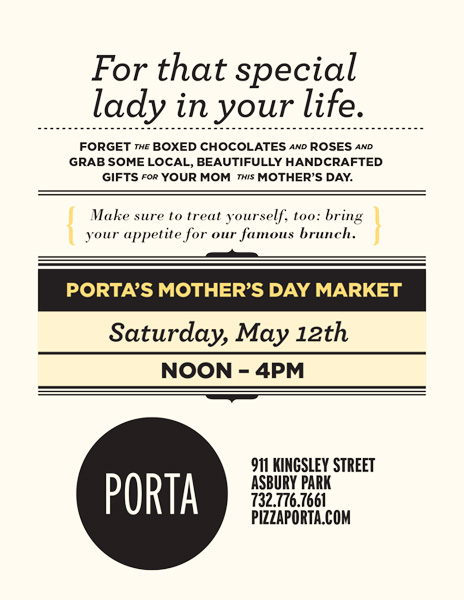 For that special
lady in your life.
FORGET THE BOXED CHOCOLATES AND ROSES AND
GRAB SOME LOCAL, BEAUTIFULLY HANDCRAFTED
GIFTS FOR YOUR MOM THIS MOTHER'S DAY.
{ Make sure to treat yourself, too: bring }
your appetite for our famous brunch.
PORTA'S MOTHER'S DAY MARKET
Saturday, May 12th
NOON – 4PM
PORTA
911 KINGSLEY STREET
ASBURY PARK
732.776.7661
PIZZAPORTA.COM